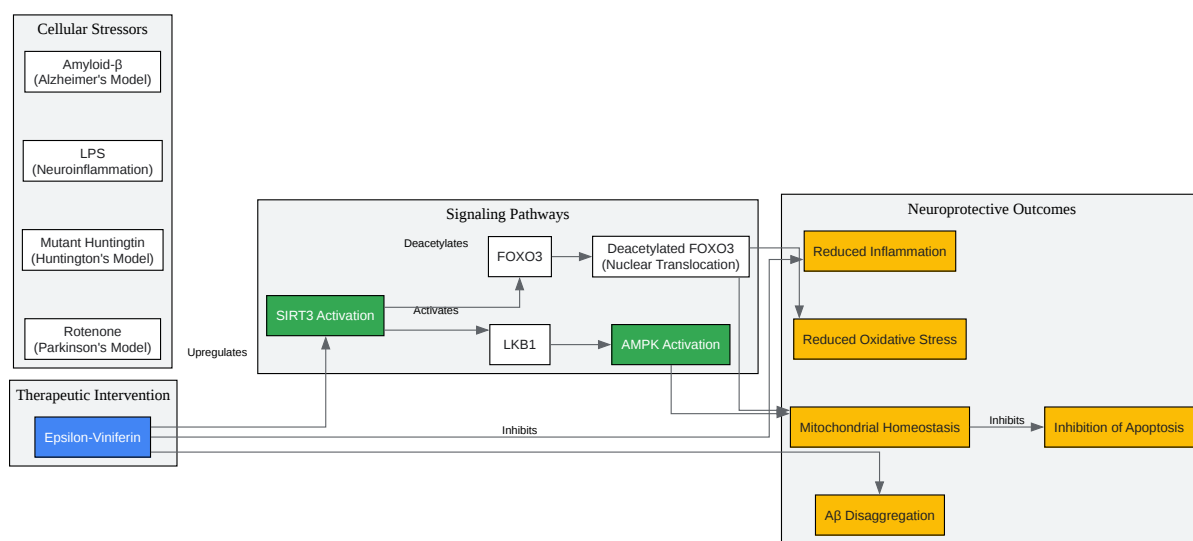 Cellular Stressors
Amyloid-β
(Alzheimer's Model)
LPS
(Neuroinflammation)
Mutant Huntingtin
(Huntington's Model)
Rotenone
(Parkinson's Model)
Therapeutic Intervention
Epsilon-Viniferin
Upregulates
Inhibits
Signaling Pathways
Deacetylates
FOXO3
Deacetylated FOXO3
(Nuclear Translocation)
SIRT3 Activation
Activates
LKB1
AMPK Activation
Neuroprotective Outcomes
Reduced Inflammation
Reduced Oxidative Stress
Mitochondrial Homeostasis
Inhibits
Inhibition of Apoptosis
Aβ Disaggregation